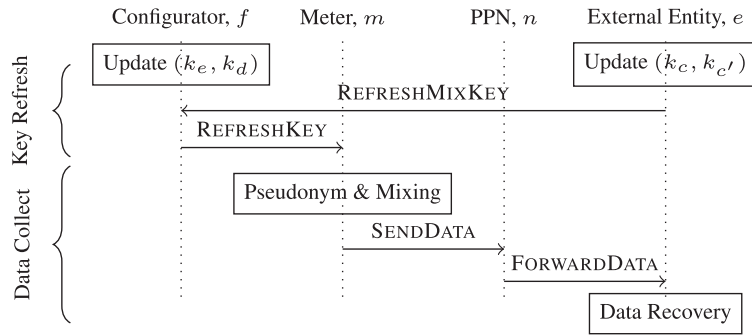 Configurator, f Meter, m PPN, n External Entity, e
Update (k_e, k_d) Update (k_c, k_c')
Key Refresh
REFRESHMIXKEY
REFRESHKEY
Data Collect
Pseudonym & Mixing
SENDDATA
FORWARDDATA
Data Recovery